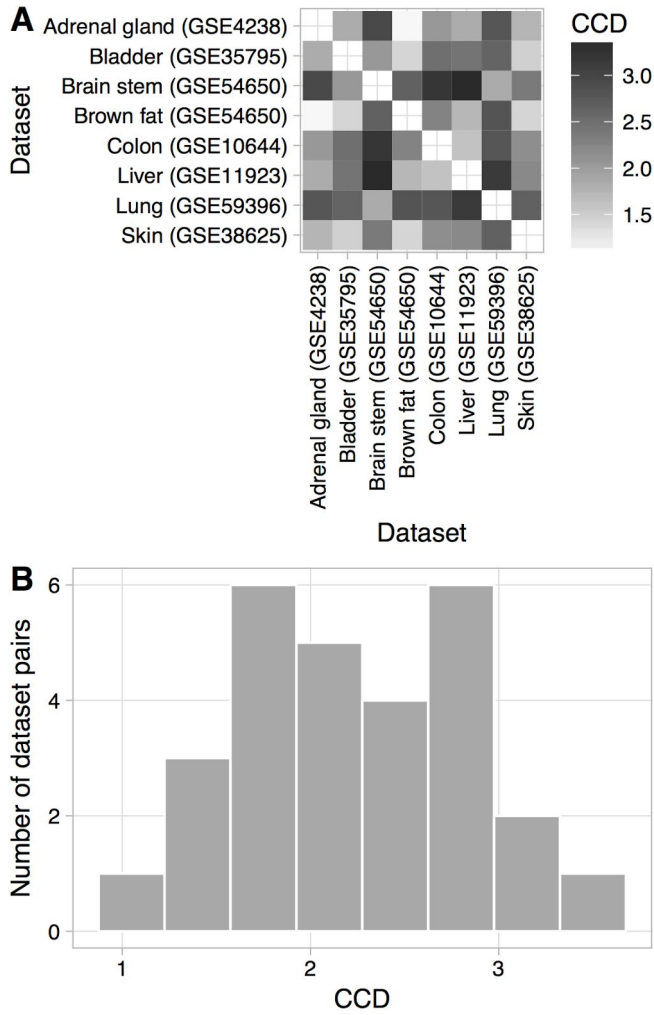 A
Adrenal gland (GSE4238)
Bladder (GSE35795)
Brain stem (GSE54650)
Brown fat (GSE54650)
Colon (GSE10644)
Liver (GSE11923)
Lung (GSE59396)
Skin (GSE38625)
Dataset
Adrenal gland (GSE4238)
Bladder (GSE35795)
Brain stem (GSE54650)
Brown fat (GSE54650)
Colon (GSE10644)
Liver (GSE11923)
Lung (GSE59396)
Skin (GSE38625)
Dataset
CCD
3.0
2.5
2.0
1.5
B
Number of dataset pairs
6
4
2
0
1 2 3
CCD